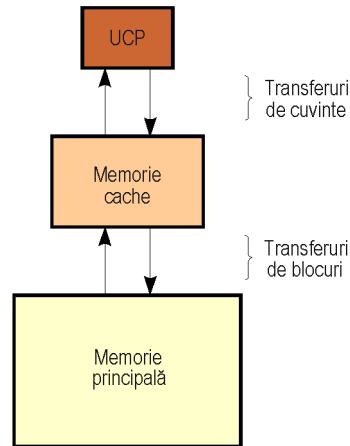 UCP
Transferuri
de cuvinte
Memorie
cache
Transferuri
de blocuri
Memorie
principală